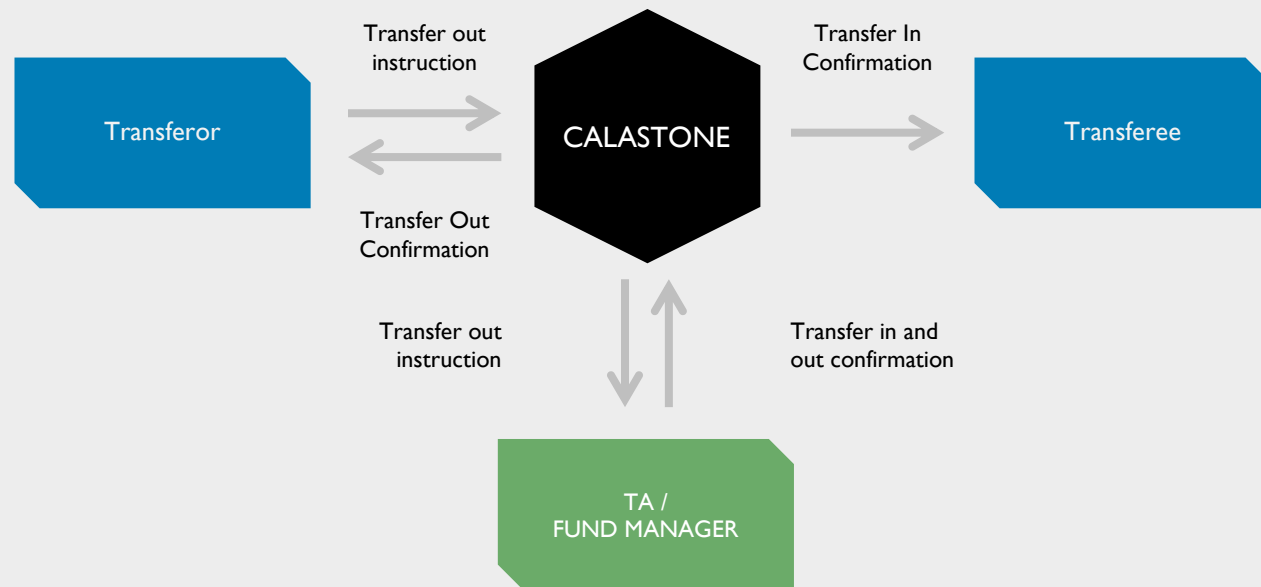 Transfer out
instruction
Transfer In
Confirmation
Transferor
CALASTONE
Transferee
Transfer Out
Confirmation
Transfer out
instruction
Transfer in and
out confirmation
TA /
FUND MANAGER